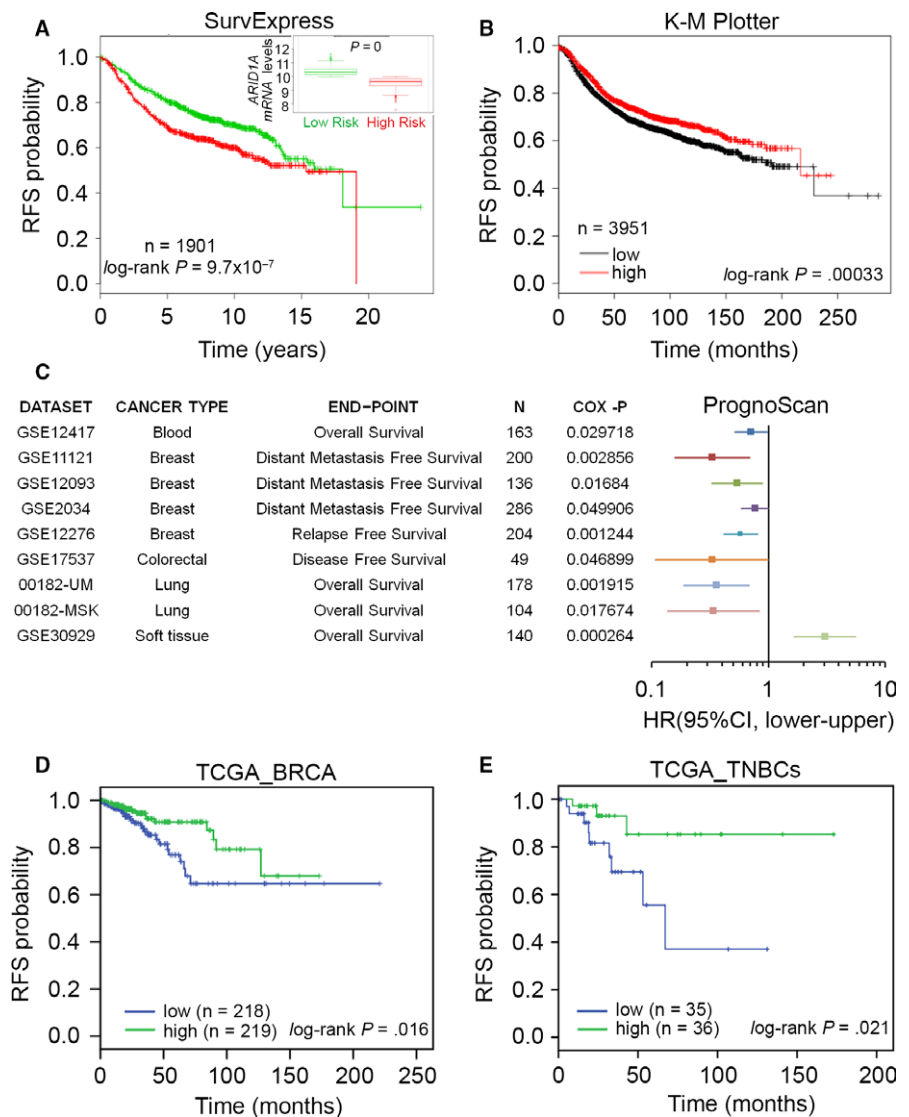 A
SurvExpress
RFS probability
1.0
0.8
0.6
0.4
0.2
0.0
ARID1A
mRNA levels
12
11
10
9
8
P = 0
Low Risk High Risk
n = 1901
log-rank P = 9.7x10⁻⁷
0 5 10 15 20
Time (years)
B
K-M Plotter
RFS probability
1.0
0.8
0.6
0.4
0.2
0.0
n = 3951
low
high
log-rank P = .00033
0 50 100 150 200 250
Time (months)
C
DATASET CANCER TYPE END-POINT N COX -P PrognoScan
GSE12417 Blood Overall Survival 163 0.029718
GSE11121 Breast Distant Metastasis Free Survival 200 0.002856
GSE12093 Breast Distant Metastasis Free Survival 136 0.01684
GSE2034 Breast Distant Metastasis Free Survival 286 0.049906
GSE12276 Breast Relapse Free Survival 204 0.001244
GSE17537 Colorectal Disease Free Survival 49 0.046899
00182-UM Lung Overall Survival 178 0.001915
00182-MSK Lung Overall Survival 104 0.017674
GSE30929 Soft tissue Overall Survival 140 0.000264
0.1 1 10
HR(95%CI, lower-upper)
D
TCGA_BRCA
RFS probability
1.0
0.8
0.6
0.4
0.2
0.0
low (n = 218)
high (n = 219)
log-rank P = .016
0 50 100 150 200 250
Time (months)
E
TCGA_TNBCs
RFS probability
1.0
0.8
0.6
0.4
0.2
0.0
low (n = 35)
high (n = 36)
log-rank P = .021
0 50 100 150 200
Time (months)